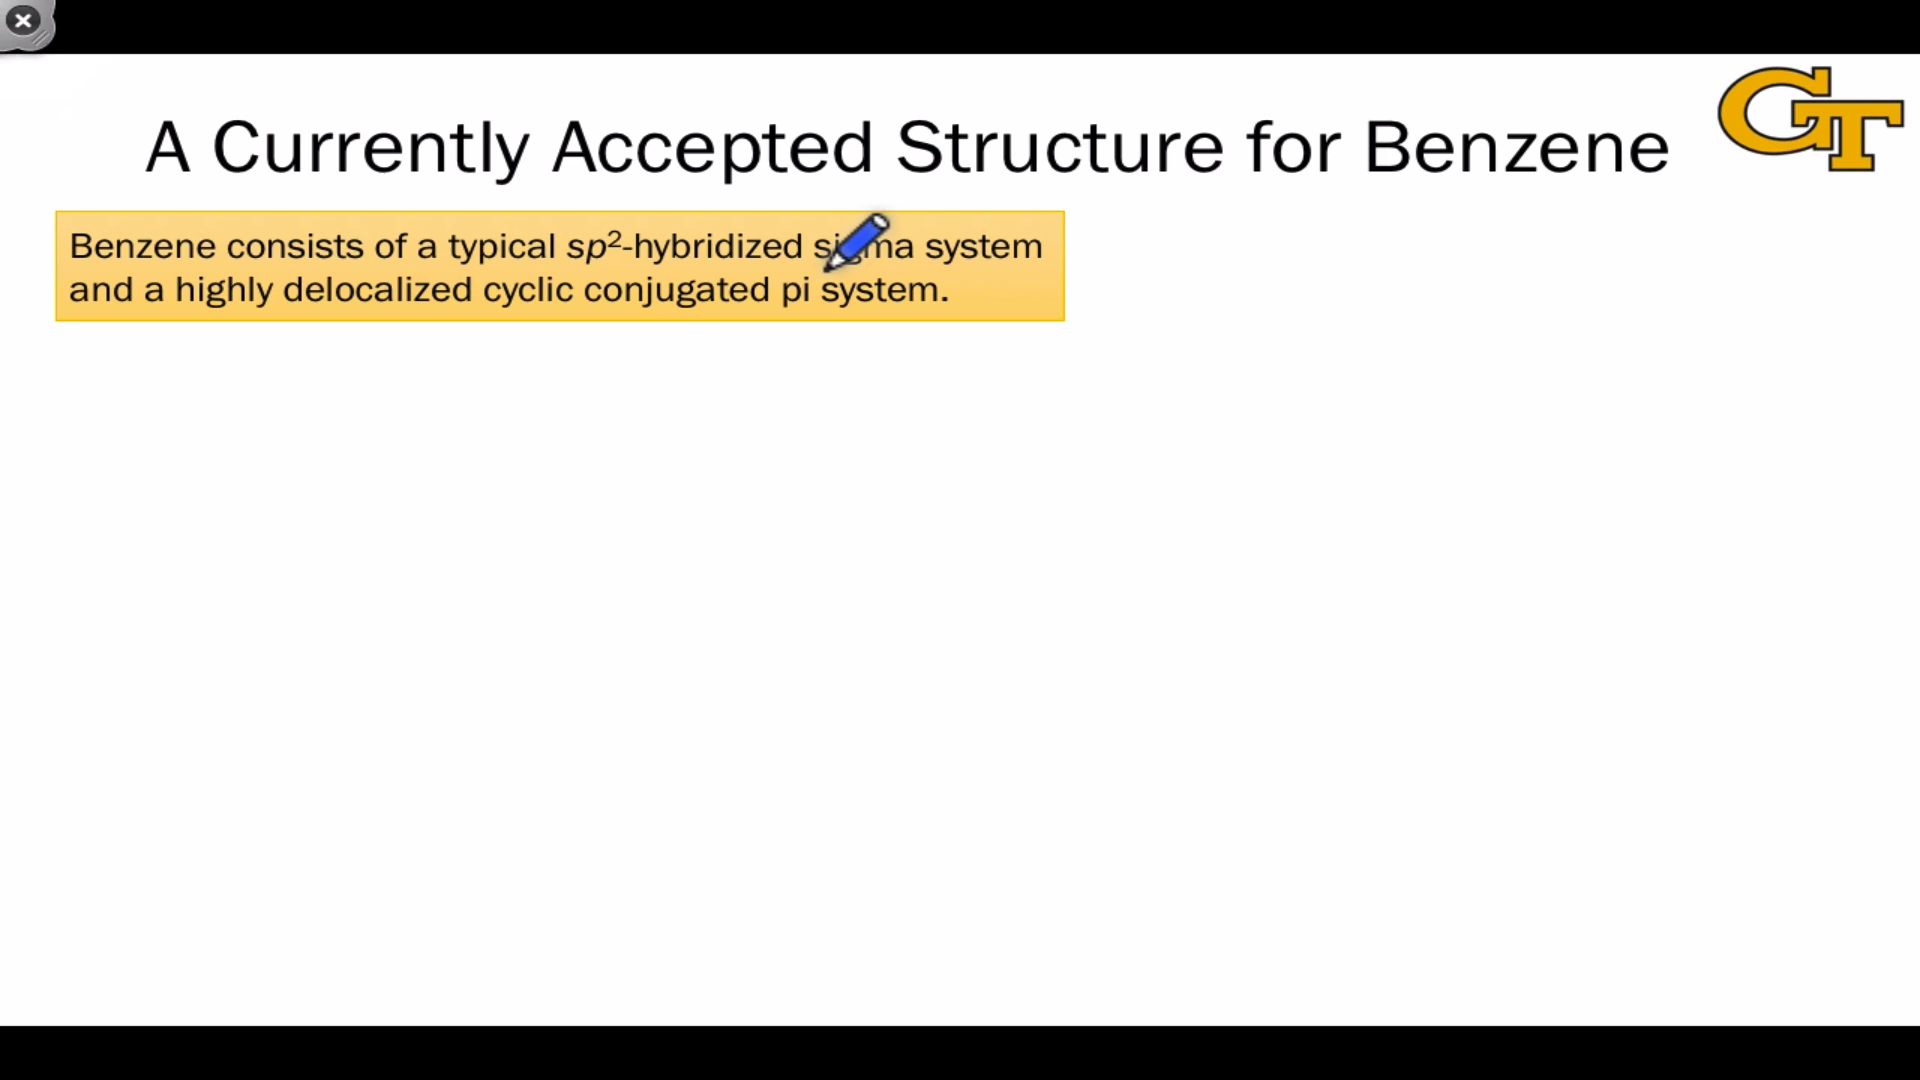 A Currently Accepted Structure for Benzene
GT
Benzene consists of a typical sp²-hybridized sigma system
and a highly delocalized cyclic conjugated pi system.